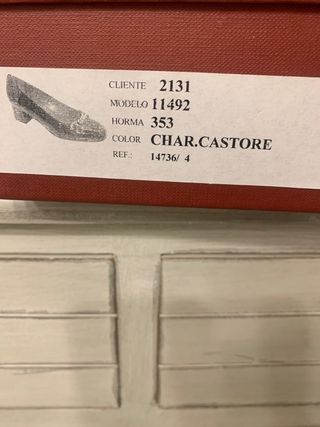 CLIENTE 2131
MODELO 11492
HORMA 353
COLOR CHAR.CASTORE
REF.: 14736/ 4